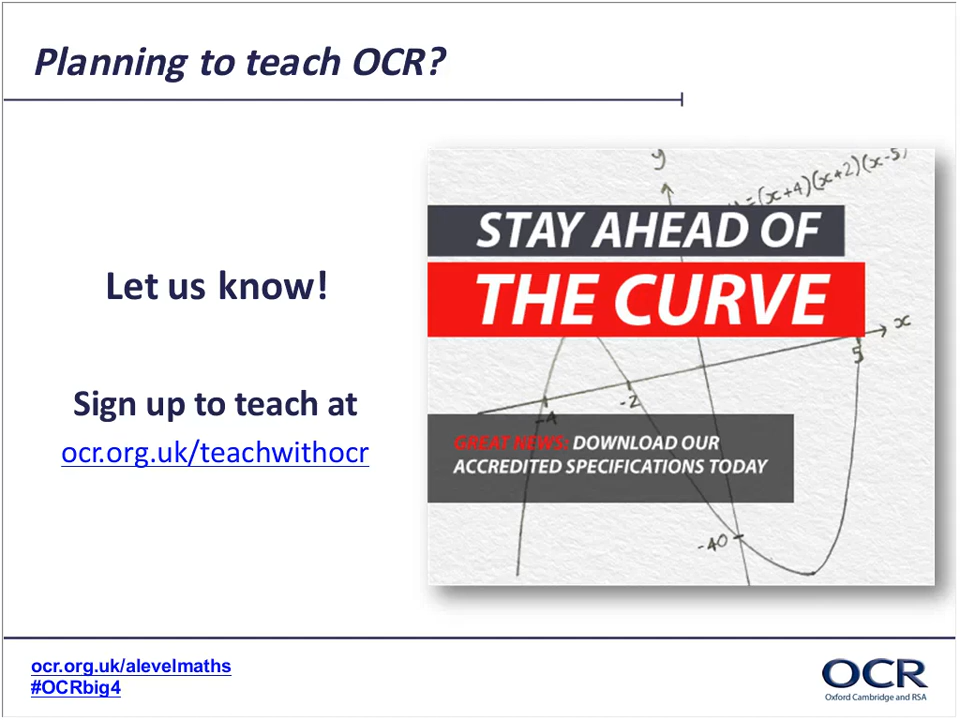 Planning to teach OCR?
Let us know!
Sign up to teach at
ocr.org.uk/teachwithocr
y
=(x+4)(x+2)(x-5)
STAY AHEAD OF
THE CURVE
x
5
-2
-4
GREAT NEWS: DOWNLOAD OUR
ACCREDITED SPECIFICATIONS TODAY
-40
ocr.org.uk/alevelmaths
#OCRbig4
OCR
Oxford Cambridge and RSA